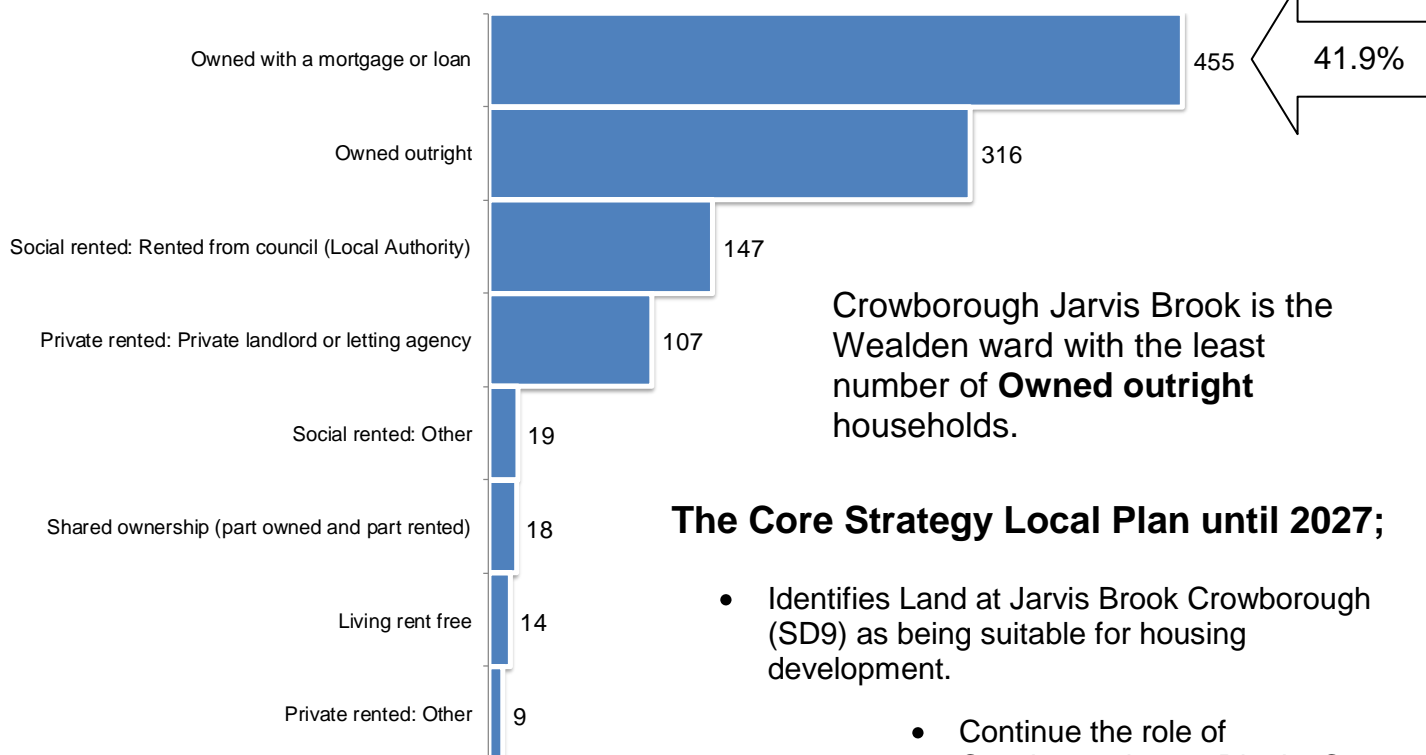 Owned with a mortgage or loan 455 41.9%
Owned outright 316
Social rented: Rented from council (Local Authority) 147
Private rented: Private landlord or letting agency 107
Social rented: Other 19
Shared ownership (part owned and part rented) 18
Living rent free 14
Private rented: Other 9
Crowborough Jarvis Brook is the
Wealden ward with the least
number of Owned outright
households.
The Core Strategy Local Plan until 2027;
• Identifies Land at Jarvis Brook Crowborough
(SD9) as being suitable for housing
development.
• Continue the role of